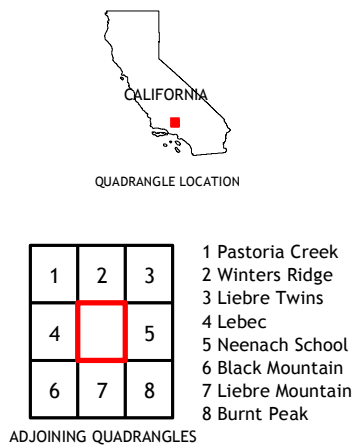 CALIFORNIA
QUADRANGLE LOCATION
1 2 3
4 5
6 7 8
1 Pastoria Creek
2 Winters Ridge
3 Liebre Twins
4 Lebec
5 Neenach School
6 Black Mountain
7 Liebre Mountain
8 Burnt Peak
ADJOINING QUADRANGLES